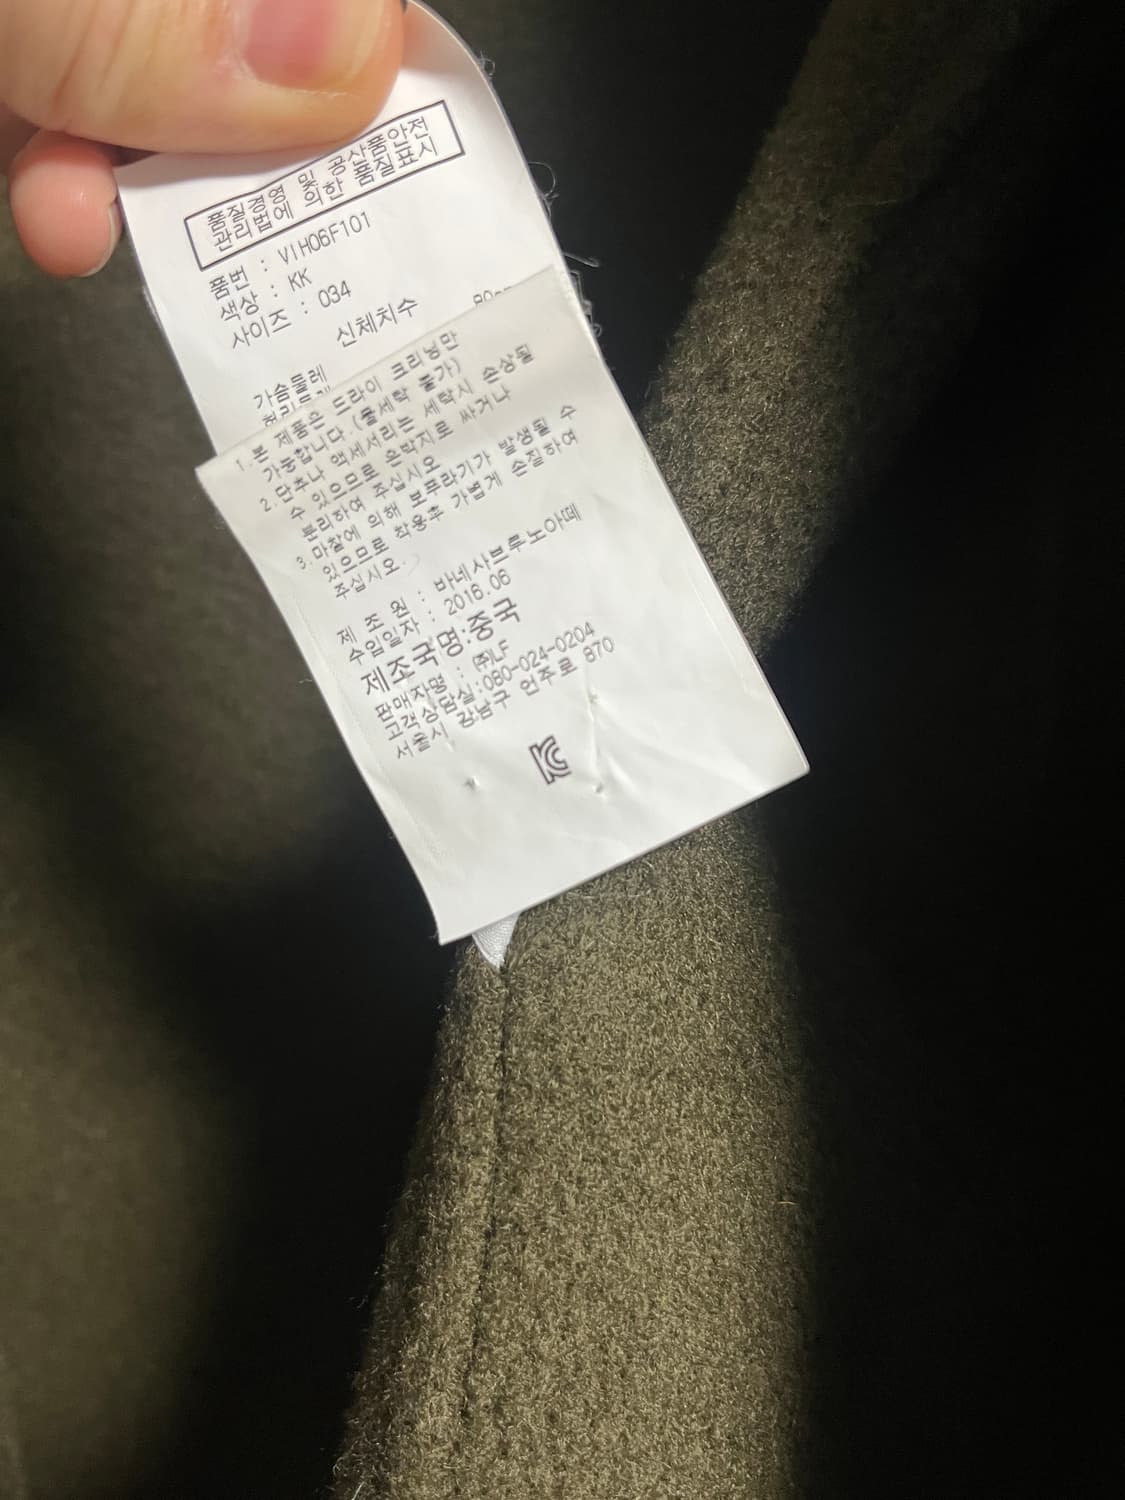 품질경영 및 공산품안전
관리법에 의한 품질표시
품번 : VIH06F101
색상 : KK
사이즈 : 034
신체치수
가슴둘레
1.본 제품은 드라이 크리닝만
가능합니다.(물세탁 불가)
2.단추나 액세서리는 세탁시 손상될
수 있으므로 은박지로 싸거나
분리하여 주십시오
3.마찰에 의해 보푸라기가 발생될 수
있으므로 착용후 가볍게 손질하여
주십시오.
제 조 원 : 바네사브루노아떼
수입일자 : 2016.06
제조국명:중국
판매자명 : (주)LF
고객상담실:080-024-0204
서울시 강남구 언주로 870